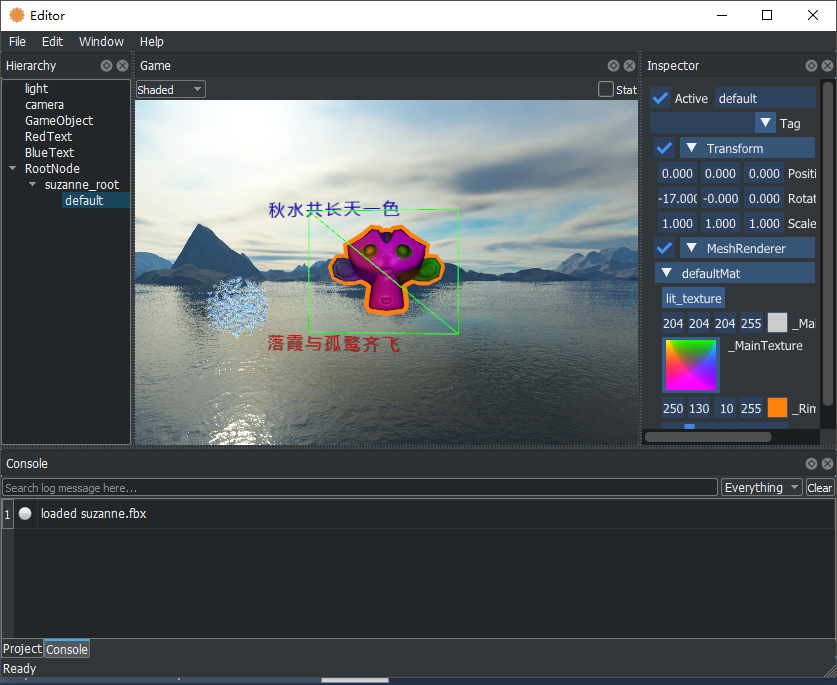 Editor
File Edit Window Help
Hierarchy
light
camera
GameObject
RedText
BlueText
RootNode
suzanne_root
default
Game
Shaded
Stat
秋水共长天一色
落霞与孤鹜齐飞
Inspector
Active default
Tag
Transform
0.000 0.000 0.000 Positi
-17.000 -0.000 0.000 Rotat
1.000 1.000 1.000 Scale
MeshRenderer
defaultMat
lit_texture
204 204 204 255 _Mai
_MainTexture
250 130 10 255 _Rim
Console
Search log message here...
Everything Clear
1 loaded suzanne.fbx
Project Console
Ready